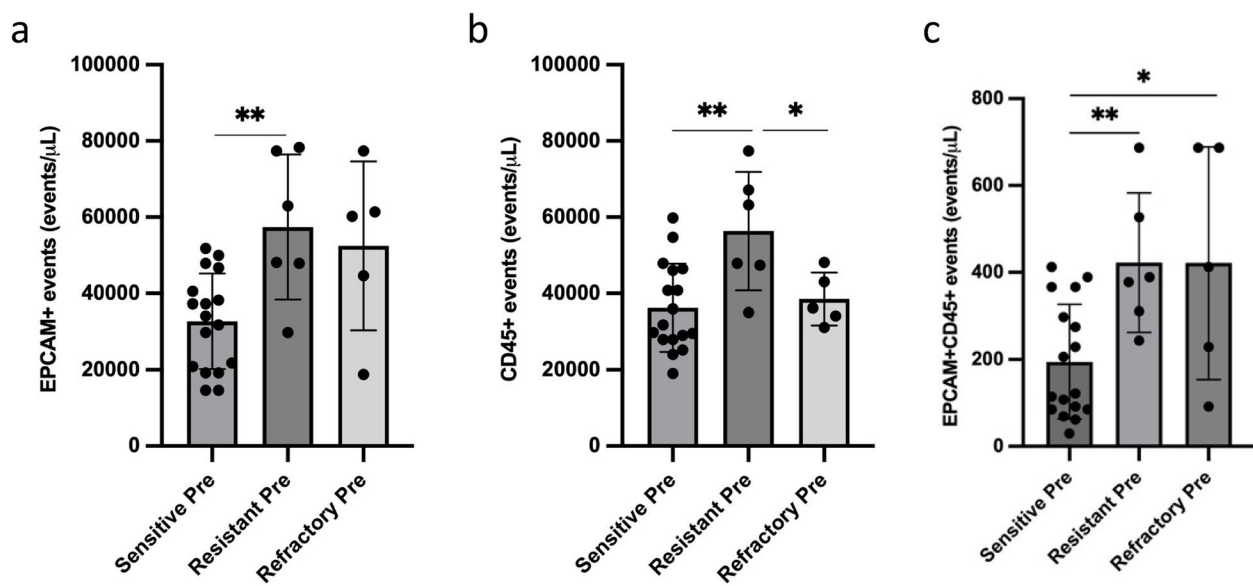 a
EPCAM+ events (events/μL)
100000
80000
60000
40000
20000
0
**
Sensitive Pre
Resistant Pre
Refractory Pre
b
CD45+ events (events/μL)
100000
80000
60000
40000
20000
0
**
*
Sensitive Pre
Resistant Pre
Refractory Pre
c
EPCAM+CD45+ events (events/μL)
800
600
400
200
0
*
**
Sensitive Pre
Resistant Pre
Refractory Pre